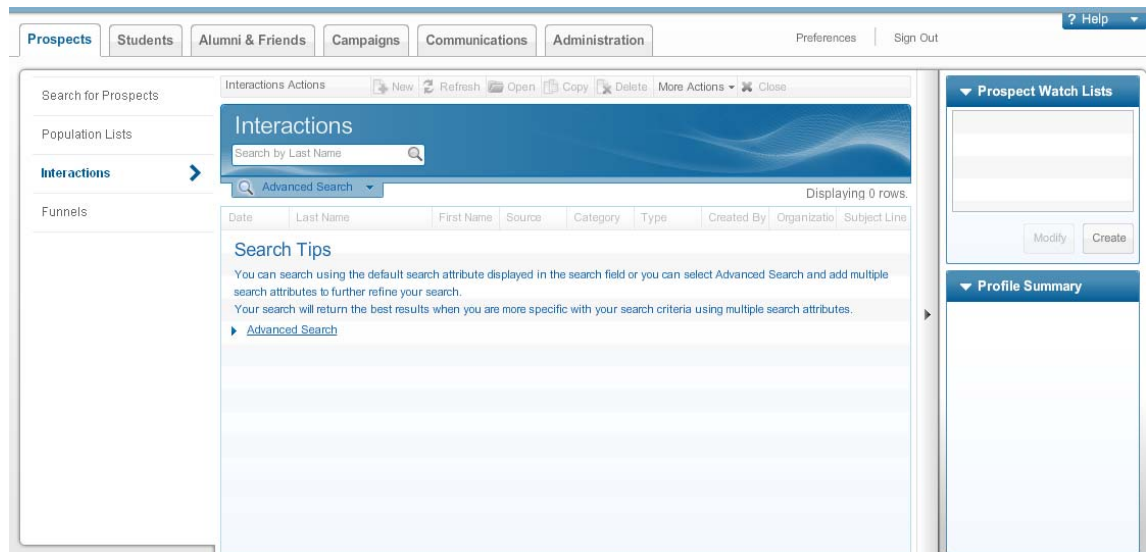 ? Help
Prospects Students Alumni & Friends Campaigns Communications Administration Preferences Sign Out
Search for Prospects
Population Lists
Interactions
Funnels
Interactions Actions New Refresh Open Copy Delete More Actions Close
Interactions
Search by Last Name
Advanced Search
Displaying 0 rows.
Date Last Name First Name Source Category Type Created By Organizatio Subject Line
Search Tips
You can search using the default search attribute displayed in the search field or you can select Advanced Search and add multiple
search attributes to further refine your search.
Your search will return the best results when you are more specific with your search criteria using multiple search attributes.
Advanced Search
Prospect Watch Lists
Modify Create
Profile Summary